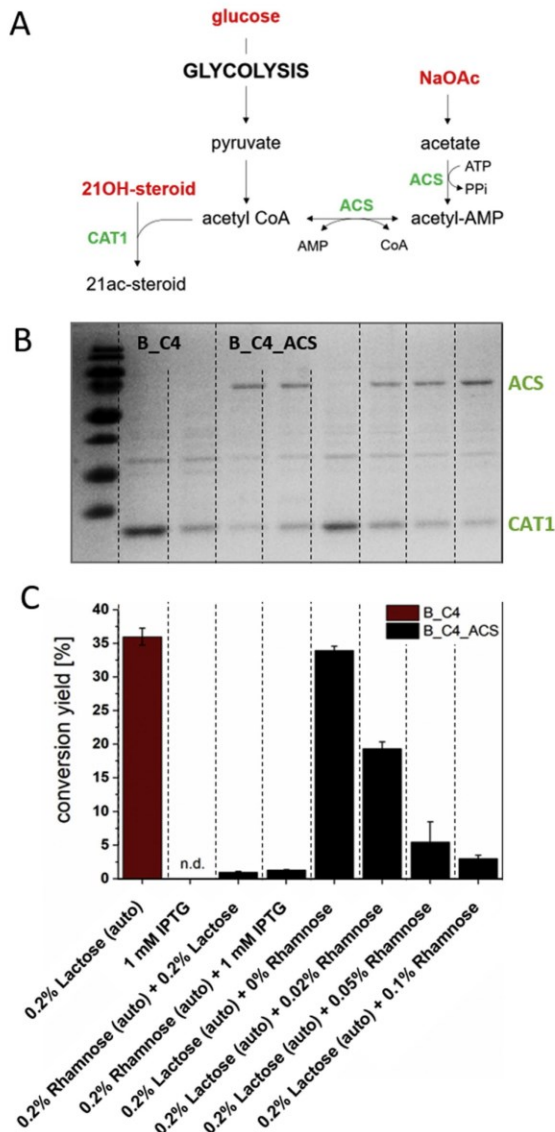 A
glucose
GLYCOLYSIS
NaOAc
pyruvate
acetate
21OH-steroid
ACS
ATP
PPi
ACS
CAT1
acetyl CoA
acetyl-AMP
AMP
CoA
21ac-steroid
B
B_C4
B_C4_ACS
ACS
CAT1
C
40
35
30
25
20
15
10
5
0
conversion yield [%]
B_C4
B_C4_ACS
n.d.
0.2% Lactose (auto)
1 mM IPTG
0.2% Rhamnose (auto) + 0.2% Lactose
0.2% Rhamnose (auto) + 1 mM IPTG
0.2% Lactose (auto) + 0% Rhamnose
0.2% Lactose (auto) + 0.02% Rhamnose
0.2% Lactose (auto) + 0.05% Rhamnose
0.2% Lactose (auto) + 0.1% Rhamnose